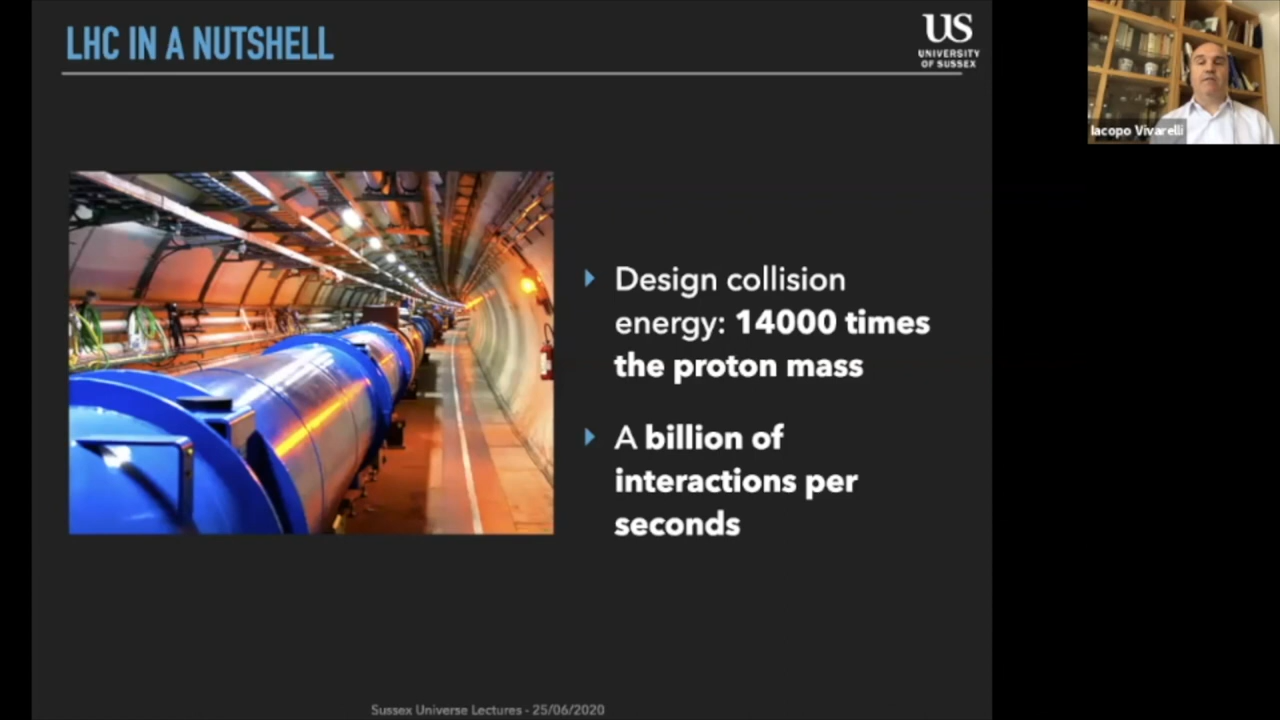 LHC IN A NUTSHELL
US
UNIVERSITY
OF SUSSEX
Iacopo Vivarelli
Design collision
energy: 14000 times
the proton mass
A billion of
interactions per
seconds
Sussex Universe Lectures - 25/06/2020